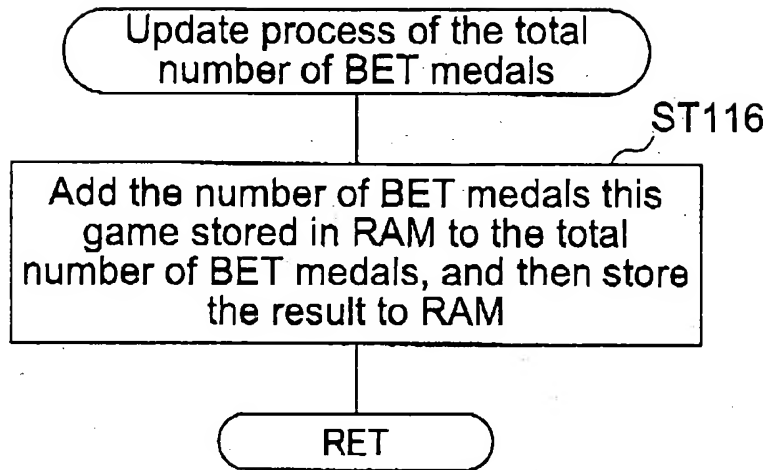 Update process of the total
number of BET medals
ST116
Add the number of BET medals this
game stored in RAM to the total
number of BET medals, and then store
the result to RAM
RET